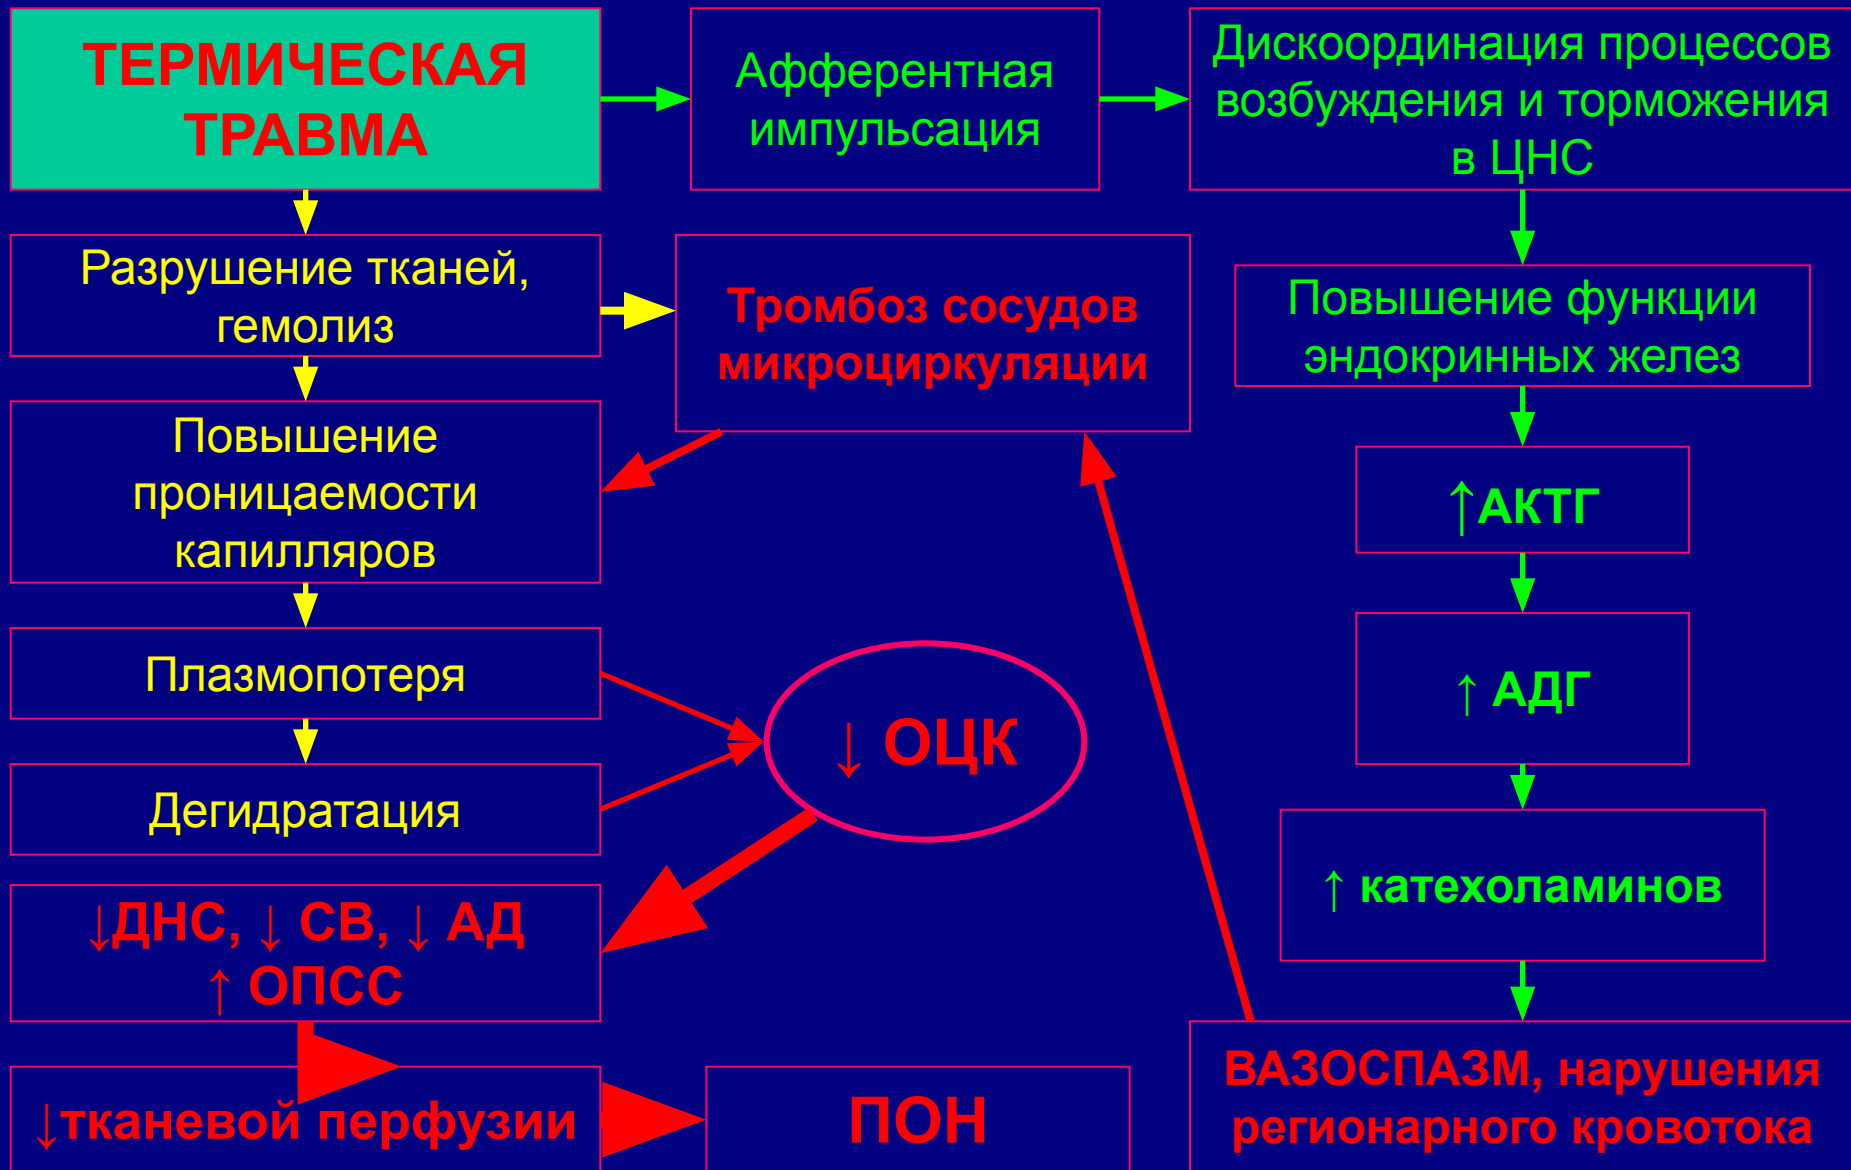 ТЕРМИЧЕСКАЯ
ТРАВМА
Афферентная
импульсация
Дискоординация процессов
возбуждения и торможения
в ЦНС
Разрушение тканей,
гемолиз
Тромбоз сосудов
микроциркуляции
Повышение функции
эндокринных желез
Повышение
проницаемости
капилляров
↑АКТГ
Плазмопотеря
↓ ОЦК
↑ АДГ
Дегидратация
↑ катехоламинов
↓ДНС, ↓ СВ, ↓ АД
↑ ОПСС
↓тканевой перфузии
ПОН
ВАЗОСПАЗМ, нарушения
регионарного кровотока